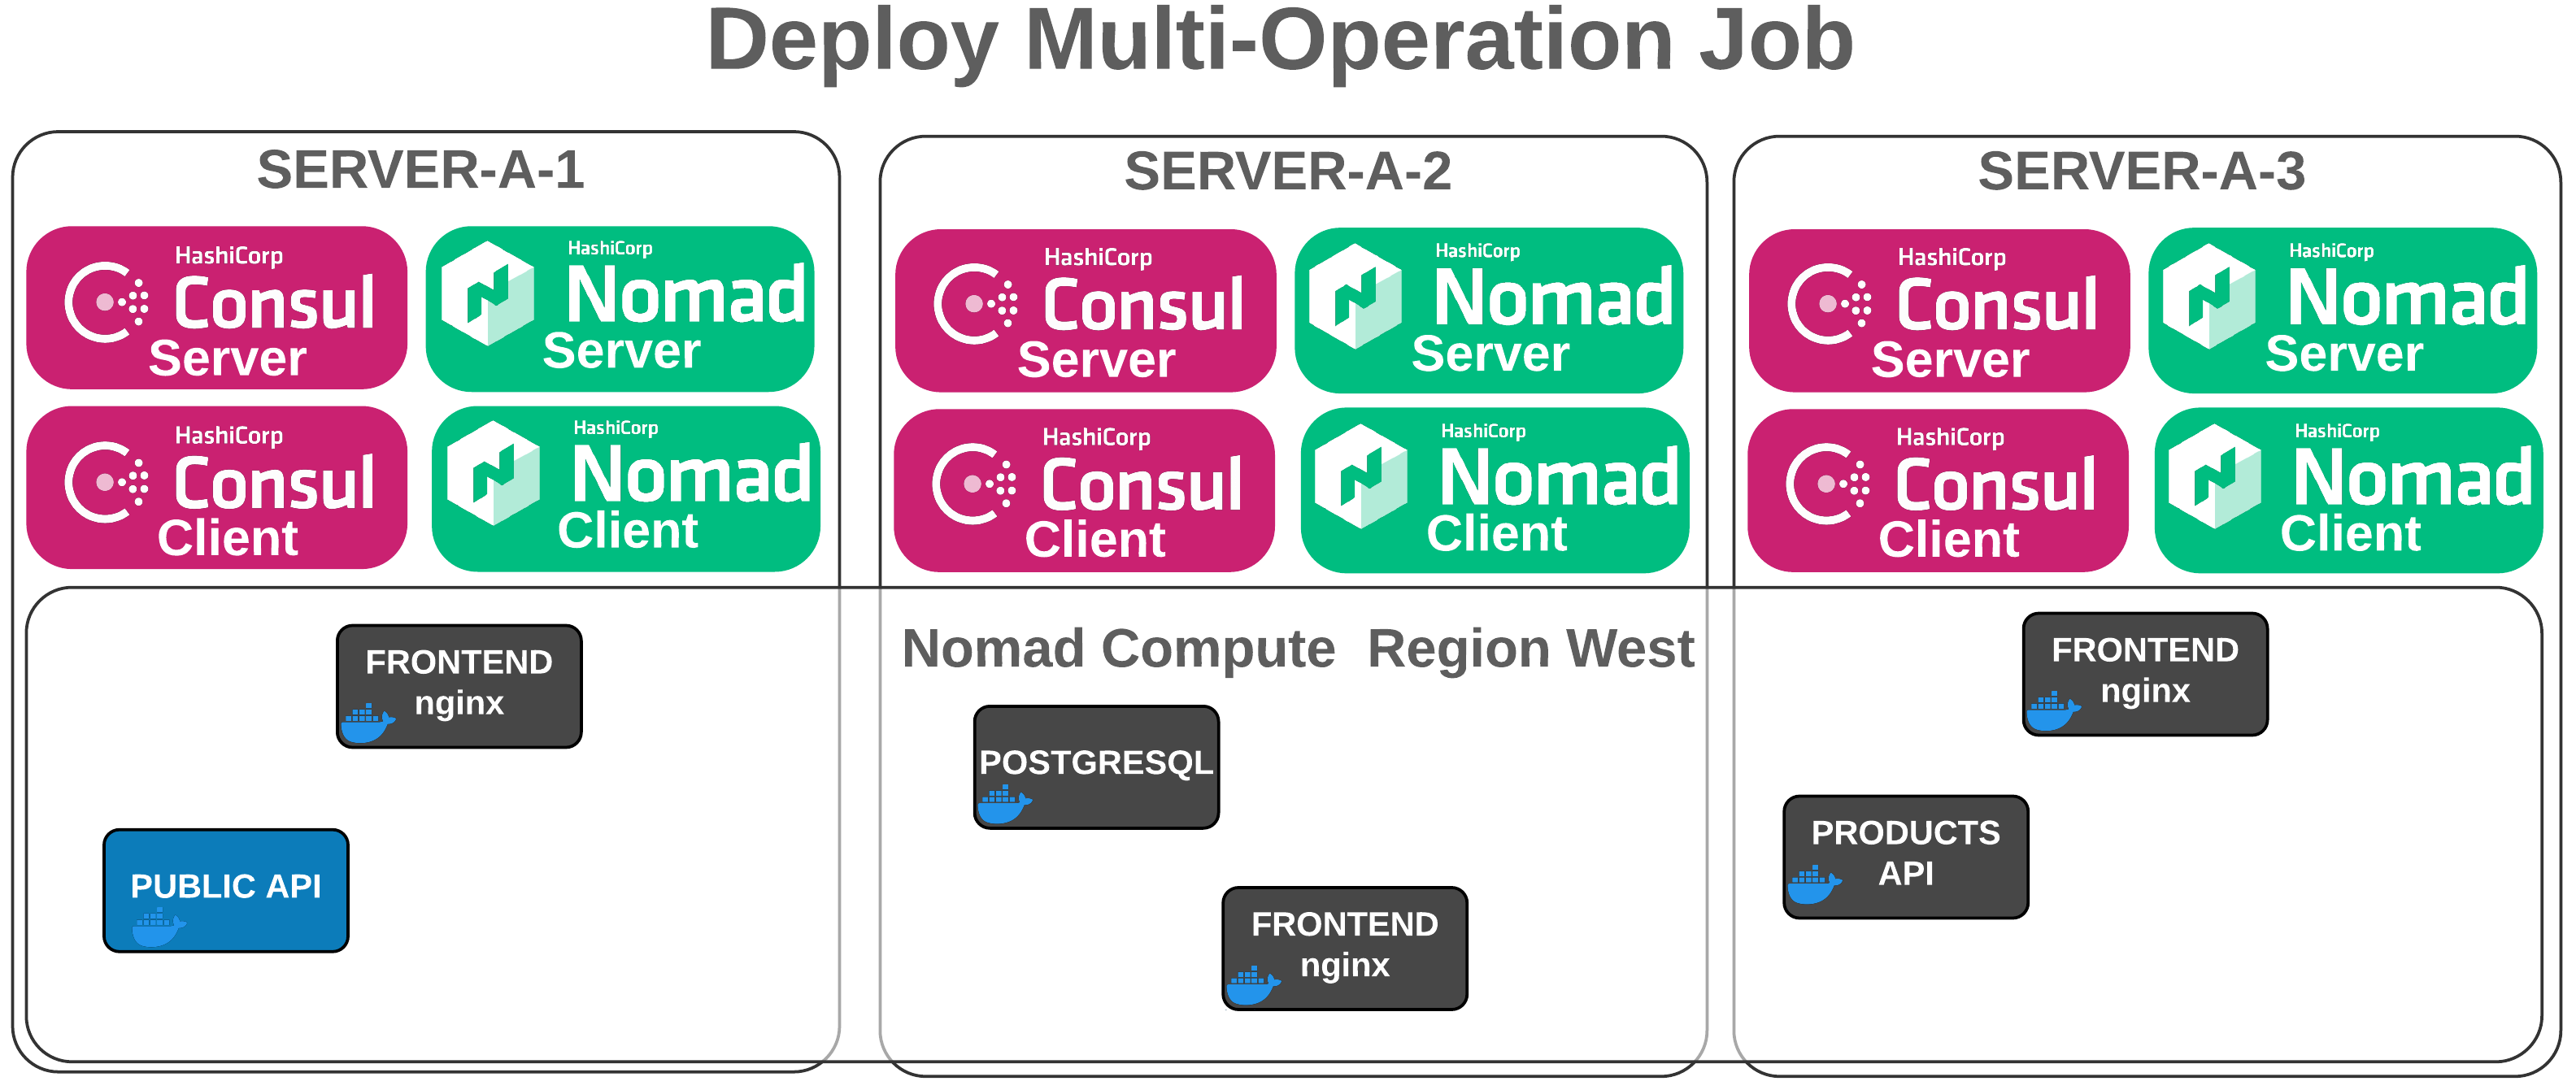 Deploy Multi-Operation Job
SERVER-A-1
HashiCorp
Consul
Server
HashiCorp
Nomad
Server
HashiCorp
Consul
Client
HashiCorp
Nomad
Client
SERVER-A-2
HashiCorp
Consul
Server
HashiCorp
Nomad
Server
HashiCorp
Consul
Client
HashiCorp
Nomad
Client
SERVER-A-3
HashiCorp
Consul
Server
HashiCorp
Nomad
Server
HashiCorp
Consul
Client
HashiCorp
Nomad
Client
Nomad Compute Region West
FRONTEND
nginx
PUBLIC API
POSTGRESQL
FRONTEND
nginx
FRONTEND
nginx
PRODUCTS
API